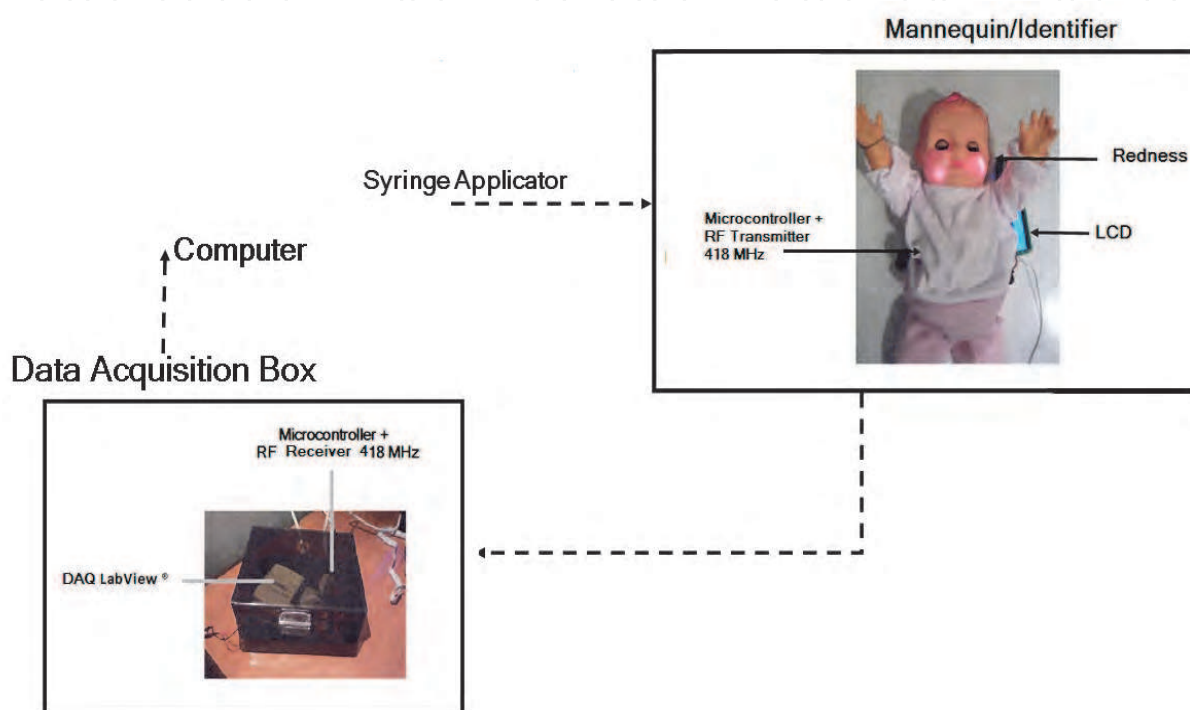 Mannequin/Identifier
Redness
Syringe Applicator
Microcontroller +
RF Transmitter
418 MHz
LCD
Computer
Data Acquisition Box
Microcontroller +
RF Receiver 418 MHz
DAQ LabView ®